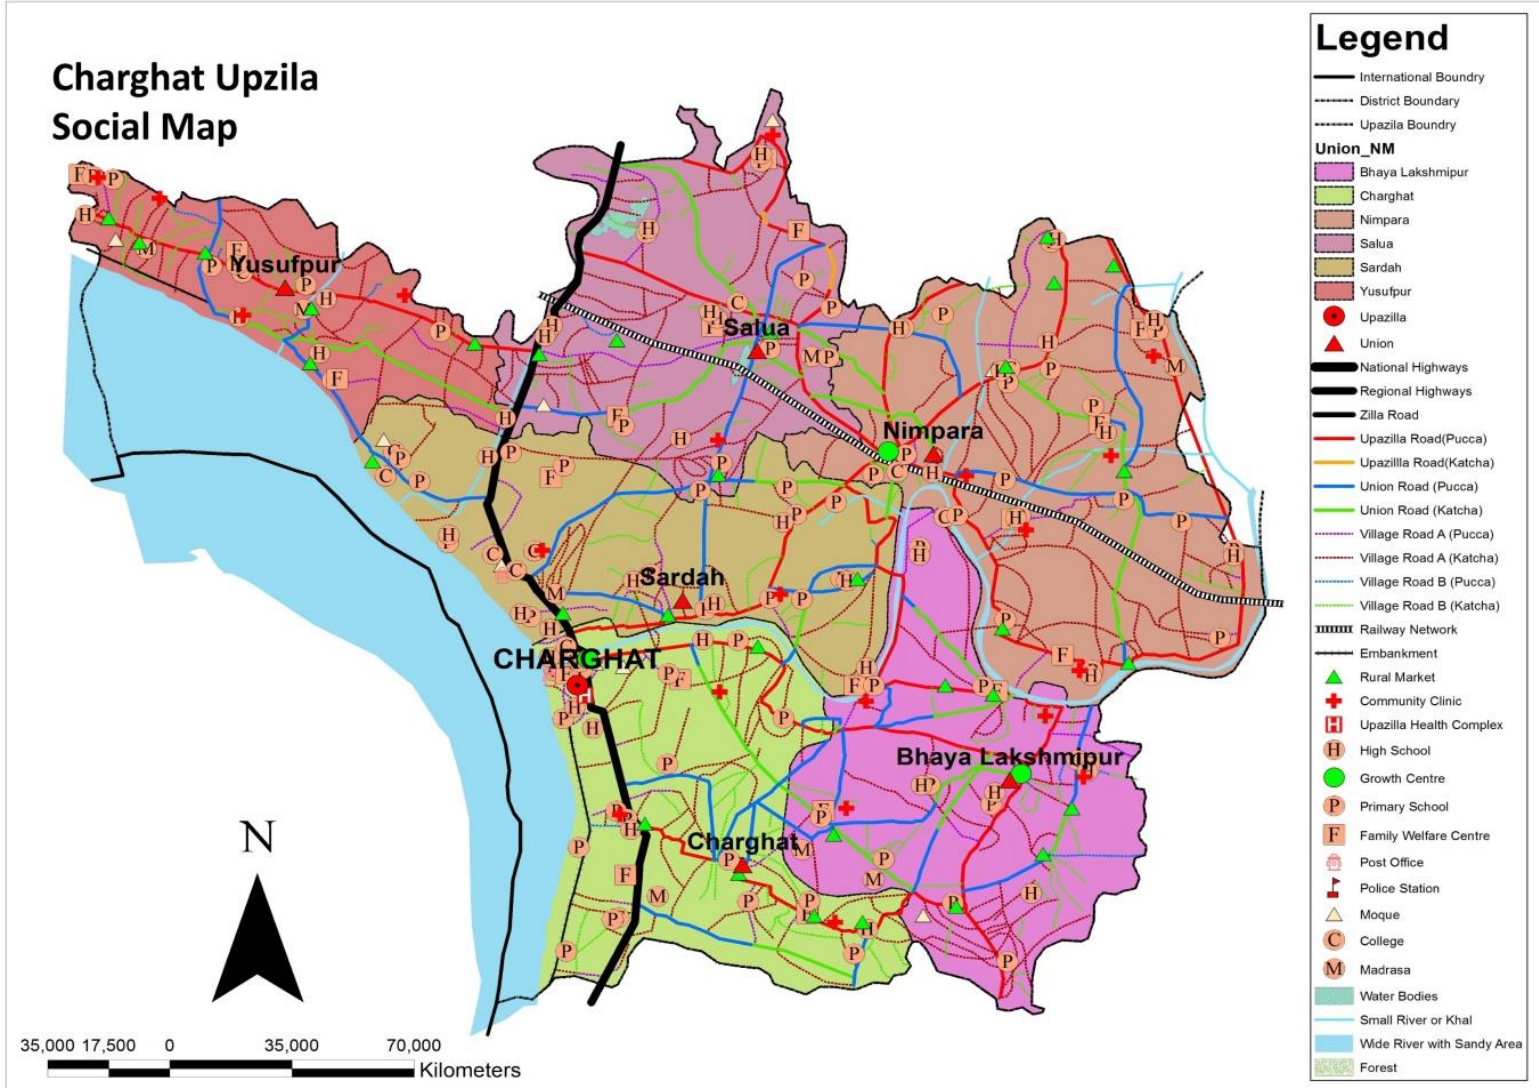 Charghat Upzila
Social Map
Yusufpur
Salua
Nimpara
Sardah
CHARGHAT
Bhaya Lakshmipur
Charghat
N
35,000 17,500 0 35,000 70,000
Kilometers
Legend
International Boundry
District Boundary
Upazila Boundry
Union_NM
Bhaya Lakshmipur
Charghat
Nimpara
Salua
Sardah
Yusufpur
Upazilla
Union
National Highways
Regional Highways
Zilla Road
Upazilla Road(Pucca)
Upazillla Road(Katcha)
Union Road (Pucca)
Union Road (Katcha)
Village Road A (Pucca)
Village Road A (Katcha)
Village Road B (Pucca)
Village Road B (Katcha)
Railway Network
Embankment
Rural Market
Community Clinic
H Upazilla Health Complex
H High School
Growth Centre
P Primary School
F Family Welfare Centre
Post Office
Police Station
Moque
C College
M Madrasa
Water Bodies
Small River or Khal
Wide River with Sandy Area
Forest